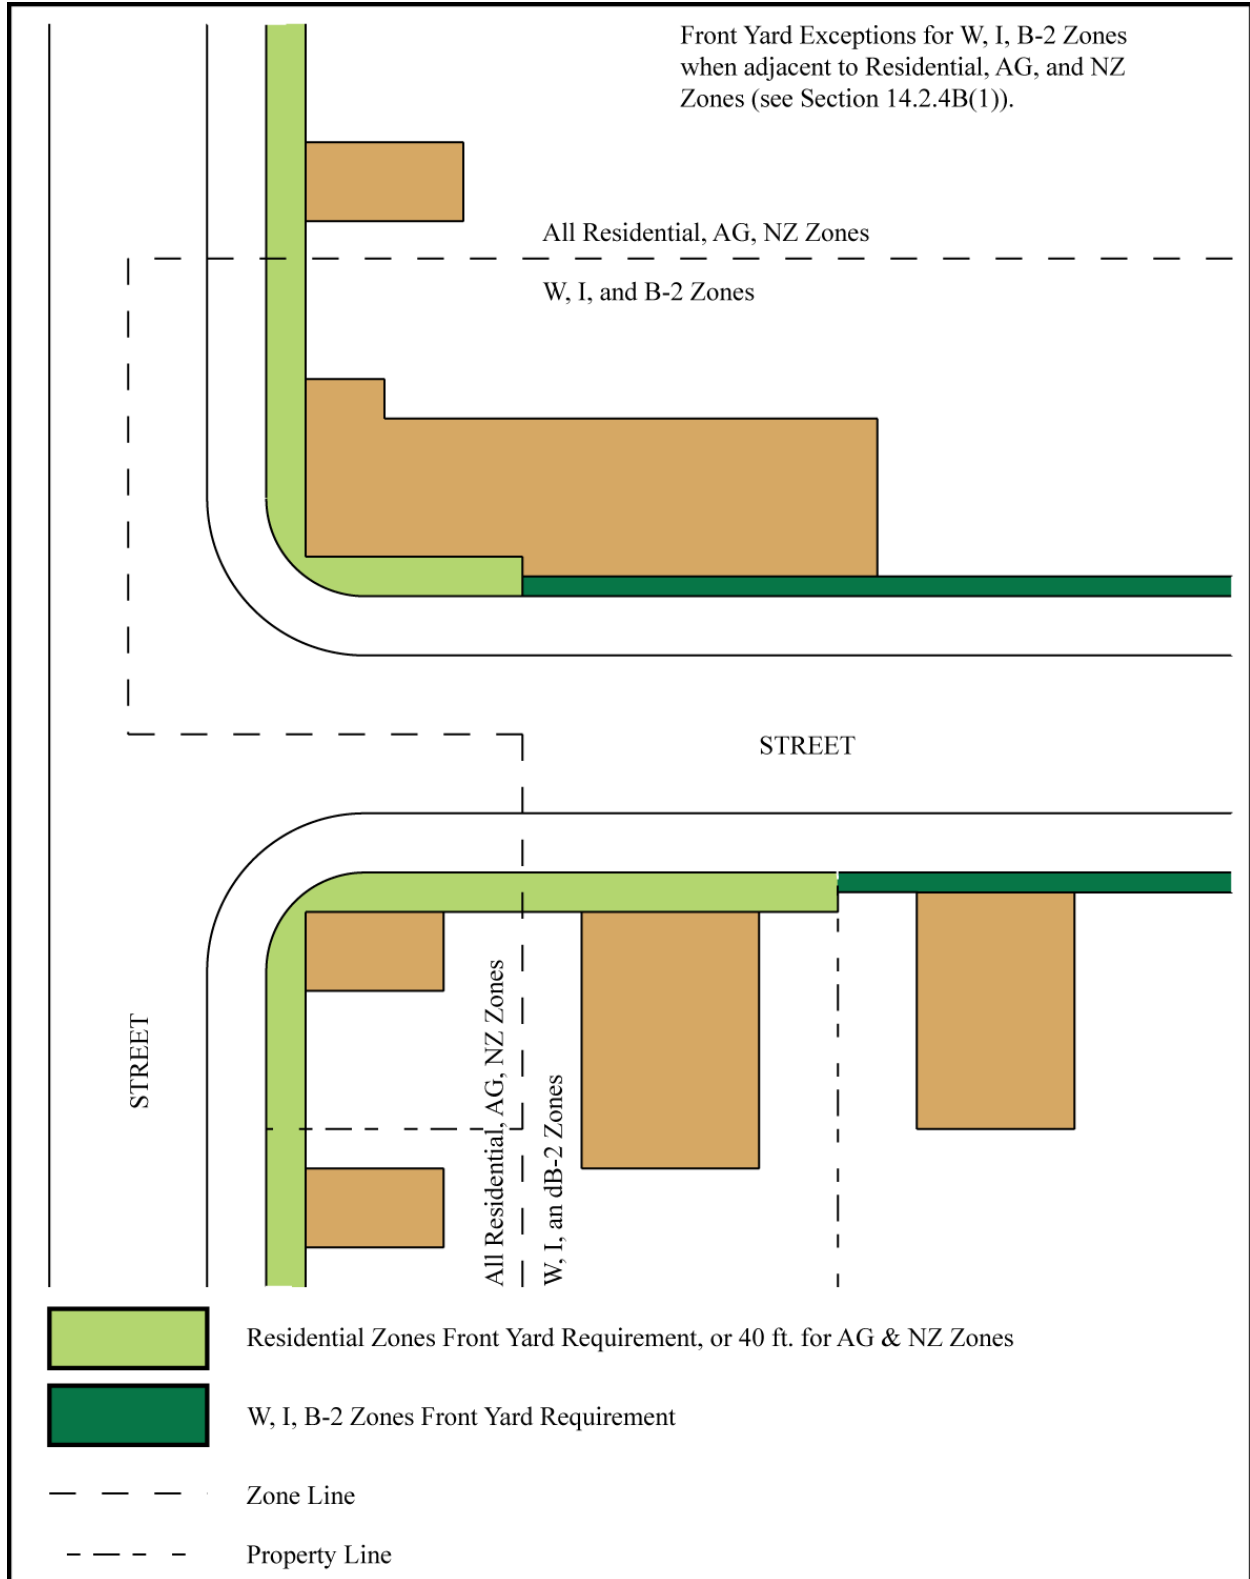 Front Yard Exceptions for W, I, B-2 Zones
when adjacent to Residential, AG, and NZ
Zones (see Section 14.2.4B(1)).
All Residential, AG, NZ Zones
W, I, and B-2 Zones
STREET
STREET
All Residential, AG, NZ Zones
W, I, an dB-2 Zones
Residential Zones Front Yard Requirement, or 40 ft. for AG & NZ Zones
W, I, B-2 Zones Front Yard Requirement
Zone Line
Property Line